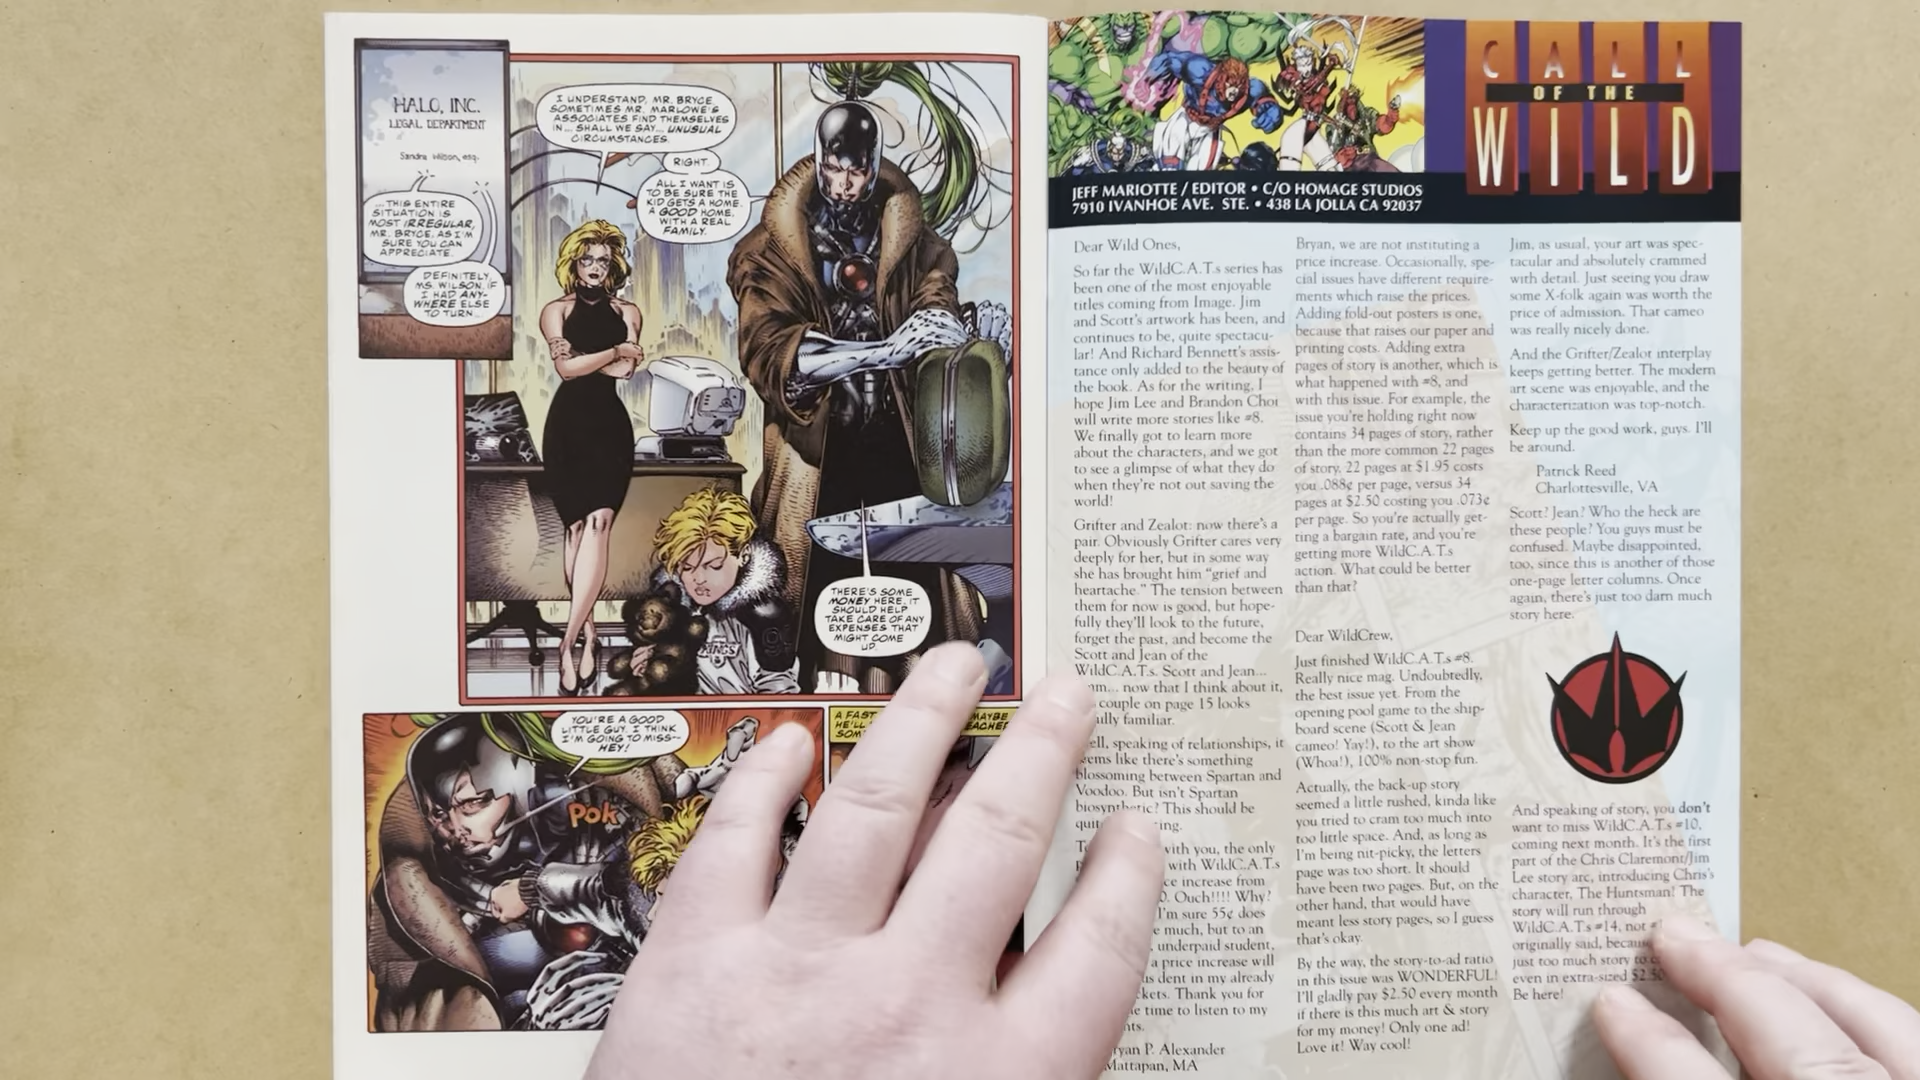 HALO, INC.
LEGAL DEPARTMENT
Sandra Wilson, esq.
...THIS ENTIRE
SITUATION IS
MOST IRREGULAR,
MR. BRYCE. AS I'M
SURE YOU CAN
APPRECIATE.
DEFINITELY,
MS. WILSON. IF
I HAD ANY-
WHERE ELSE
TO TURN...
I UNDERSTAND, MR. BRYCE.
SOMETIMES MR. MARLOWE'S
ASSOCIATES FIND THEMSELVES
IN... SHALL WE SAY... UNUSUAL
CIRCUMSTANCES.
RIGHT.
ALL I WANT IS
TO BE SURE THE
KID GETS A HOME.
A GOOD HOME,
WITH A REAL
FAMILY.
THERE'S SOME
MONEY HERE. IT
SHOULD HELP
TAKE CARE OF ANY
EXPENSES THAT
MIGHT COME
UP.
KINGS
YOU'RE A GOOD
LITTLE GUY. I THINK
I'M GOING TO MISS--
HEY!
POK
A FAST
MAYBE
HE'LL
CALL
OF THE
WILD
JEFF MARIOTTE / EDITOR • C/O HOMAGE STUDIOS
7910 IVANHOE AVE. STE. • 438 LA JOLLA CA 92037
Dear Wild Ones,
So far the WildC.A.T.s series has
been one of the most enjoyable
titles coming from Image. Jim
and Scott's artwork has been, and
continues to be, quite spectacu-
lar! And Richard Bennett's assis-
tance only added to the beauty of
the book. As for the writing, I
hope Jim Lee and Brandon Choi
will write more stories like #8.
We finally got to learn more
about the characters, and we got
to see a glimpse of what they do
when they're not out saving the
world!
Grifter and Zealot: now there's a
pair. Obviously Grifter cares very
deeply for her, but in some way
she has brought him "grief and
heartache." The tension between
them for now is good, but hope-
fully they'll look to the future,
forget the past, and become the
Scott and Jean of the
WildC.A.T.s. Scott and Jean...
now that I think about it,
couple on page 15 looks
familiar.
speaking of relationships, it
seems like there's something
blossoming between Spartan and
Voodoo. But isn't Spartan
biosynthetic? This should be
with you, the only
with WildC.A.T.s
increase from
Ouch!!!! Why?
I'm sure 55¢ does
much, but to an
underpaid student,
a price increase will
dent in my already
Thank you for
time to listen to my
Bryan P. Alexander
Mattapan, MA
Bryan, we are not instituting a
price increase. Occasionally, spe-
cial issues have different require-
ments which raise the prices.
Adding fold-out posters is one,
because that raises our paper and
printing costs. Adding extra
pages of story is another, which is
what happened with #8, and
with this issue. For example, the
issue you're holding right now
contains 34 pages of story, rather
than the more common 22 pages
of story. 22 pages at $1.95 costs
you .088¢ per page, versus 34
pages at $2.50 costing you .073¢
per page. So you're actually get-
ting a bargain rate, and you're
getting more WildC.A.T.s
action. What could be better
than that?
Dear WildCrew,
Just finished WildC.A.T.s #8.
Really nice mag. Undoubtedly,
the best issue yet. From the
opening pool game to the ship-
board scene (Scott & Jean
cameo! Yay!), to the art show
(Whoa!), 100% non-stop fun.
Actually, the back-up story
seemed a little rushed, kinda like
you tried to cram too much into
too little space. And, as long as
I'm being nit-picky, the letters
page was too short. It should
have been two pages. But, on the
other hand, that would have
meant less story pages, so I guess
that's okay.
By the way, the story-to-ad ratio
in this issue was WONDERFUL!
I'll gladly pay $2.50 every month
if there is this much art & story
for my money! Only one ad!
Love it! Way cool!
Jim, as usual, your art was spec-
tacular and absolutely crammed
with detail. Just seeing you draw
some X-folk again was worth the
price of admission. That cameo
was really nicely done.
And the Grifter/Zealot interplay
keeps getting better. The modern
art scene was enjoyable, and the
characterization was top-notch.
Keep up the good work, guys. I'll
be around.
Patrick Reed
Charlottesville, VA
Scott? Jean? Who the heck are
these people? You guys must be
confused. Maybe disappointed,
too, since this is another of those
one-page letter columns. Once
again, there's just too darn much
story here.
And speaking of story, you don't
want to miss WildC.A.T.s #10,
coming next month. It's the first
part of the Chris Claremont/Jim
Lee story arc, introducing Chris's
character, The Huntsman! The
story will run through
WildC.A.T.s #14, not
originally said, because
just too much story to
even in extra-sized $2.50
Be here!